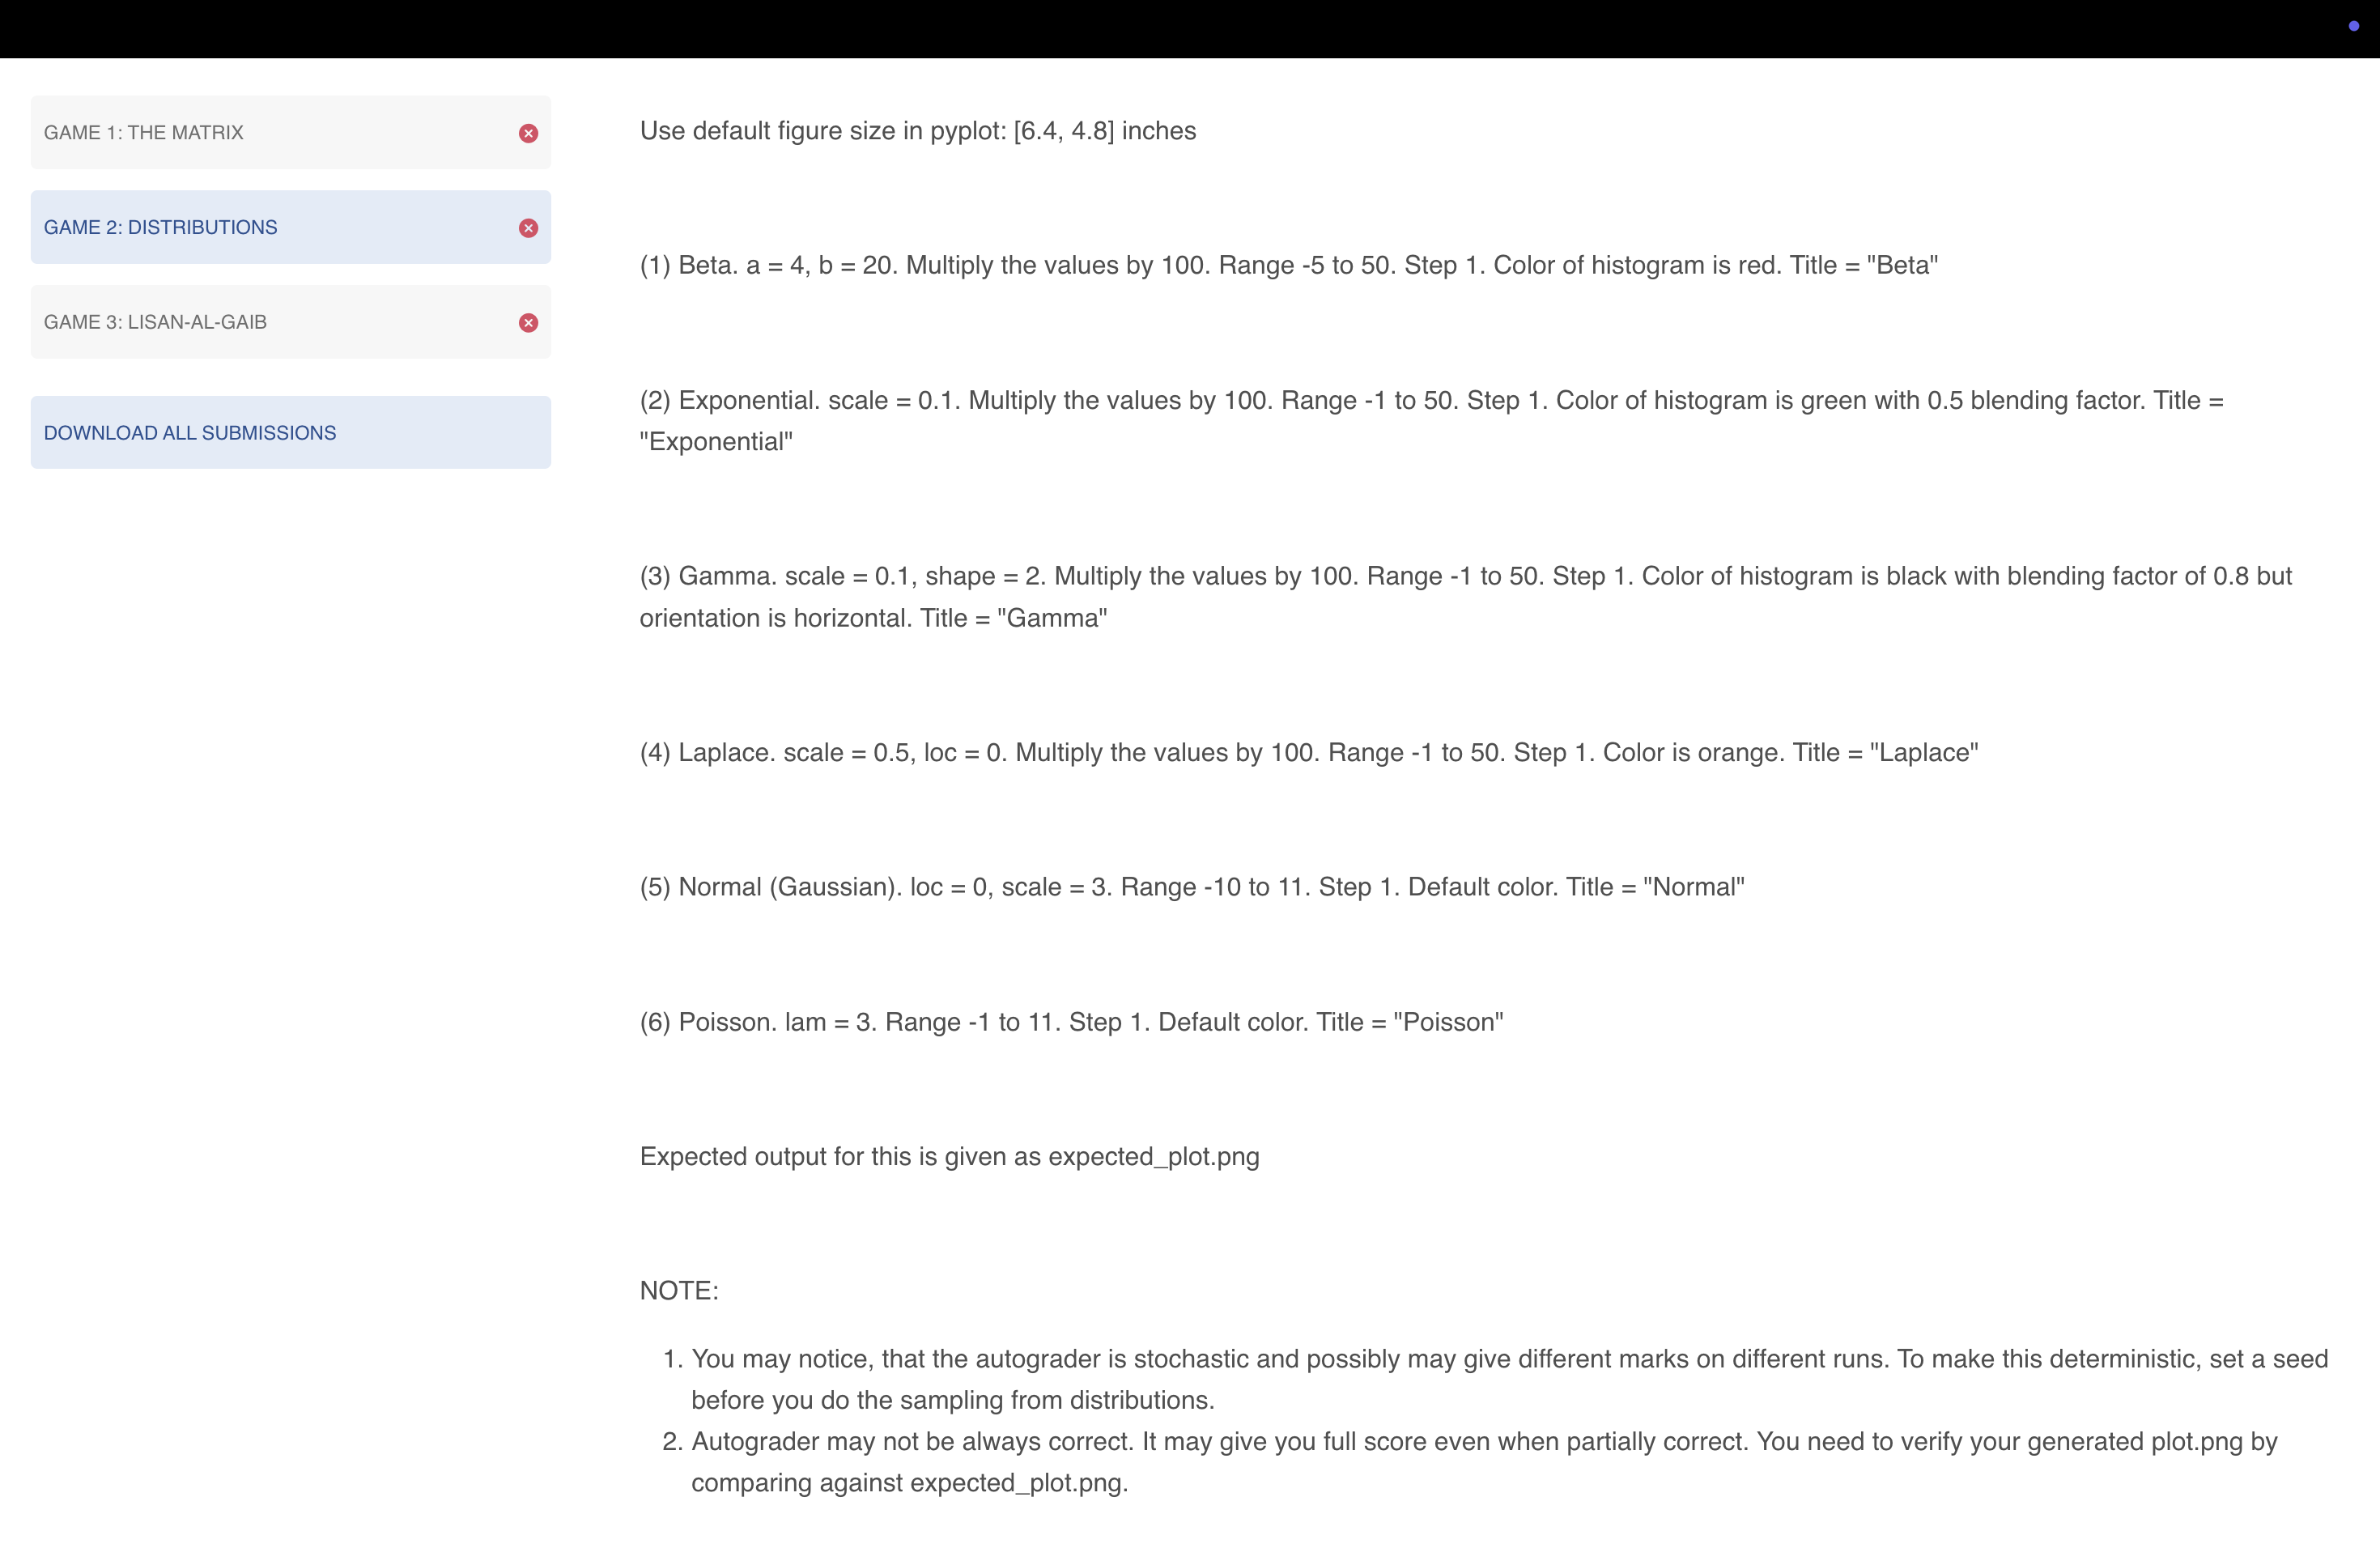 GAME 1: THE MATRIX
GAME 2: DISTRIBUTIONS
GAME 3: LISAN-AL-GAIB
DOWNLOAD ALL SUBMISSIONS
Use default figure size in pyplot: [6.4, 4.8] inches
(1) Beta. a = 4, b = 20. Multiply the values by 100. Range -5 to 50. Step 1. Color of histogram is red. Title = "Beta"
(2) Exponential. scale = 0.1. Multiply the values by 100. Range -1 to 50. Step 1. Color of histogram is green with 0.5 blending factor. Title =
"Exponential"
(3) Gamma. scale = 0.1, shape = 2. Multiply the values by 100. Range -1 to 50. Step 1. Color of histogram is black with blending factor of 0.8 but
orientation is horizontal. Title = "Gamma"
(4) Laplace. scale = 0.5, loc = 0. Multiply the values by 100. Range -1 to 50. Step 1. Color is orange. Title = "Laplace"
(5) Normal (Gaussian). loc = 0, scale = 3. Range -10 to 11. Step 1. Default color. Title = "Normal"
(6) Poisson. lam = 3. Range -1 to 11. Step 1. Default color. Title = "Poisson"
Expected output for this is given as expected_plot.png
NOTE:
1. You may notice, that the autograder is stochastic and possibly may give different marks on different runs. To make this deterministic, set a seed
before you do the sampling from distributions.
2. Autograder may not be always correct. It may give you full score even when partially correct. You need to verify your generated plot.png by
comparing against expected_plot.png.